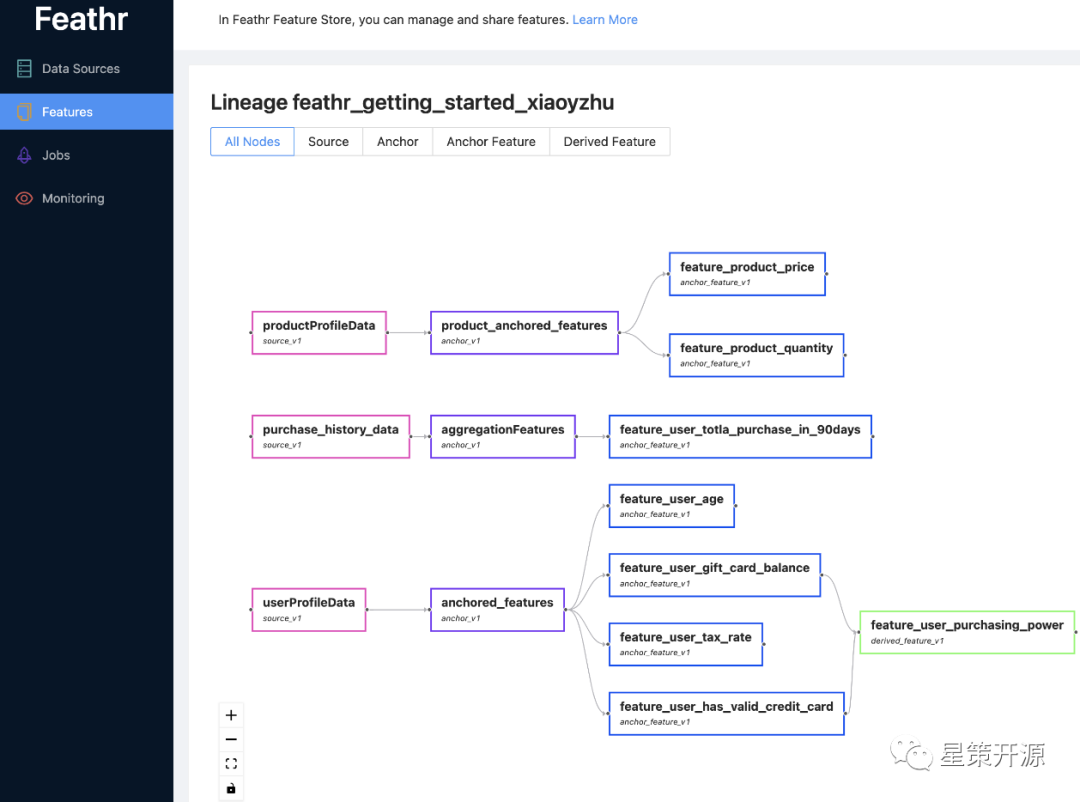 Feathr
In Feathr Feature Store, you can manage and share features. Learn More
Data Sources
Features
Jobs
Monitoring
Lineage feathr_getting_started_xiaoyzhu
All Nodes Source Anchor Anchor Feature Derived Feature
feature_product_price
anchor_feature_v1
productProfileData
source_v1
product_anchored_features
anchor_v1
feature_product_quantity
anchor_feature_v1
purchase_history_data
source_v1
aggregationFeatures
anchor_v1
feature_user_totla_purchase_in_90days
anchor_feature_v1
feature_user_age
anchor_feature_v1
feature_user_gift_card_balance
anchor_feature_v1
userProfileData
source_v1
anchored_features
anchor_v1
feature_user_tax_rate
anchor_feature_v1
feature_user_purchasing_power
derived_feature_v1
feature_user_has_valid_credit_card
anchor_feature_v1
星策开源